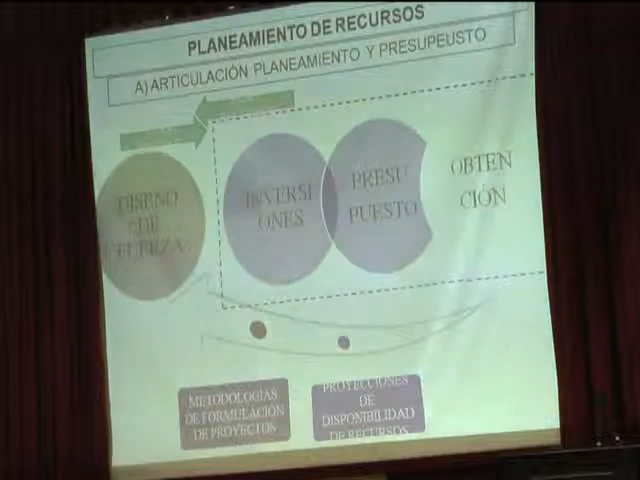 PLANEAMIENTO DE RECURSOS
A) ARTICULACIÓN PLANEAMIENTO Y PRESUPEUSTO
DISEÑO
DE
FUERZA
INVERSI
ONES
PRESU
PUESTO
OBTEN
CIÓN
METODOLOGÍAS
DE FORMULACIÓN
DE PROYECTOS
PROYECCIONES
DE
DISPONIBILIDAD
DE RECURSOS